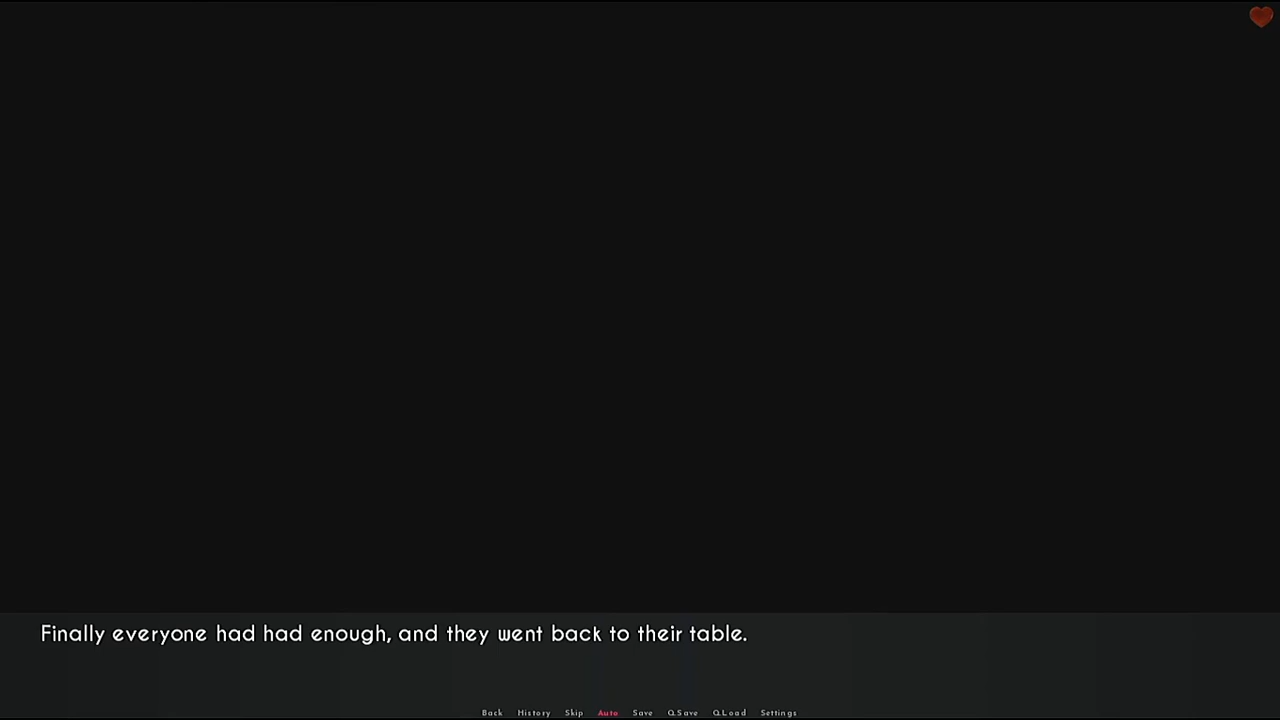 Finally everyone had had enough, and they went back to their table.
Back History Skip Auto Save Q.Save Q.Load Settings